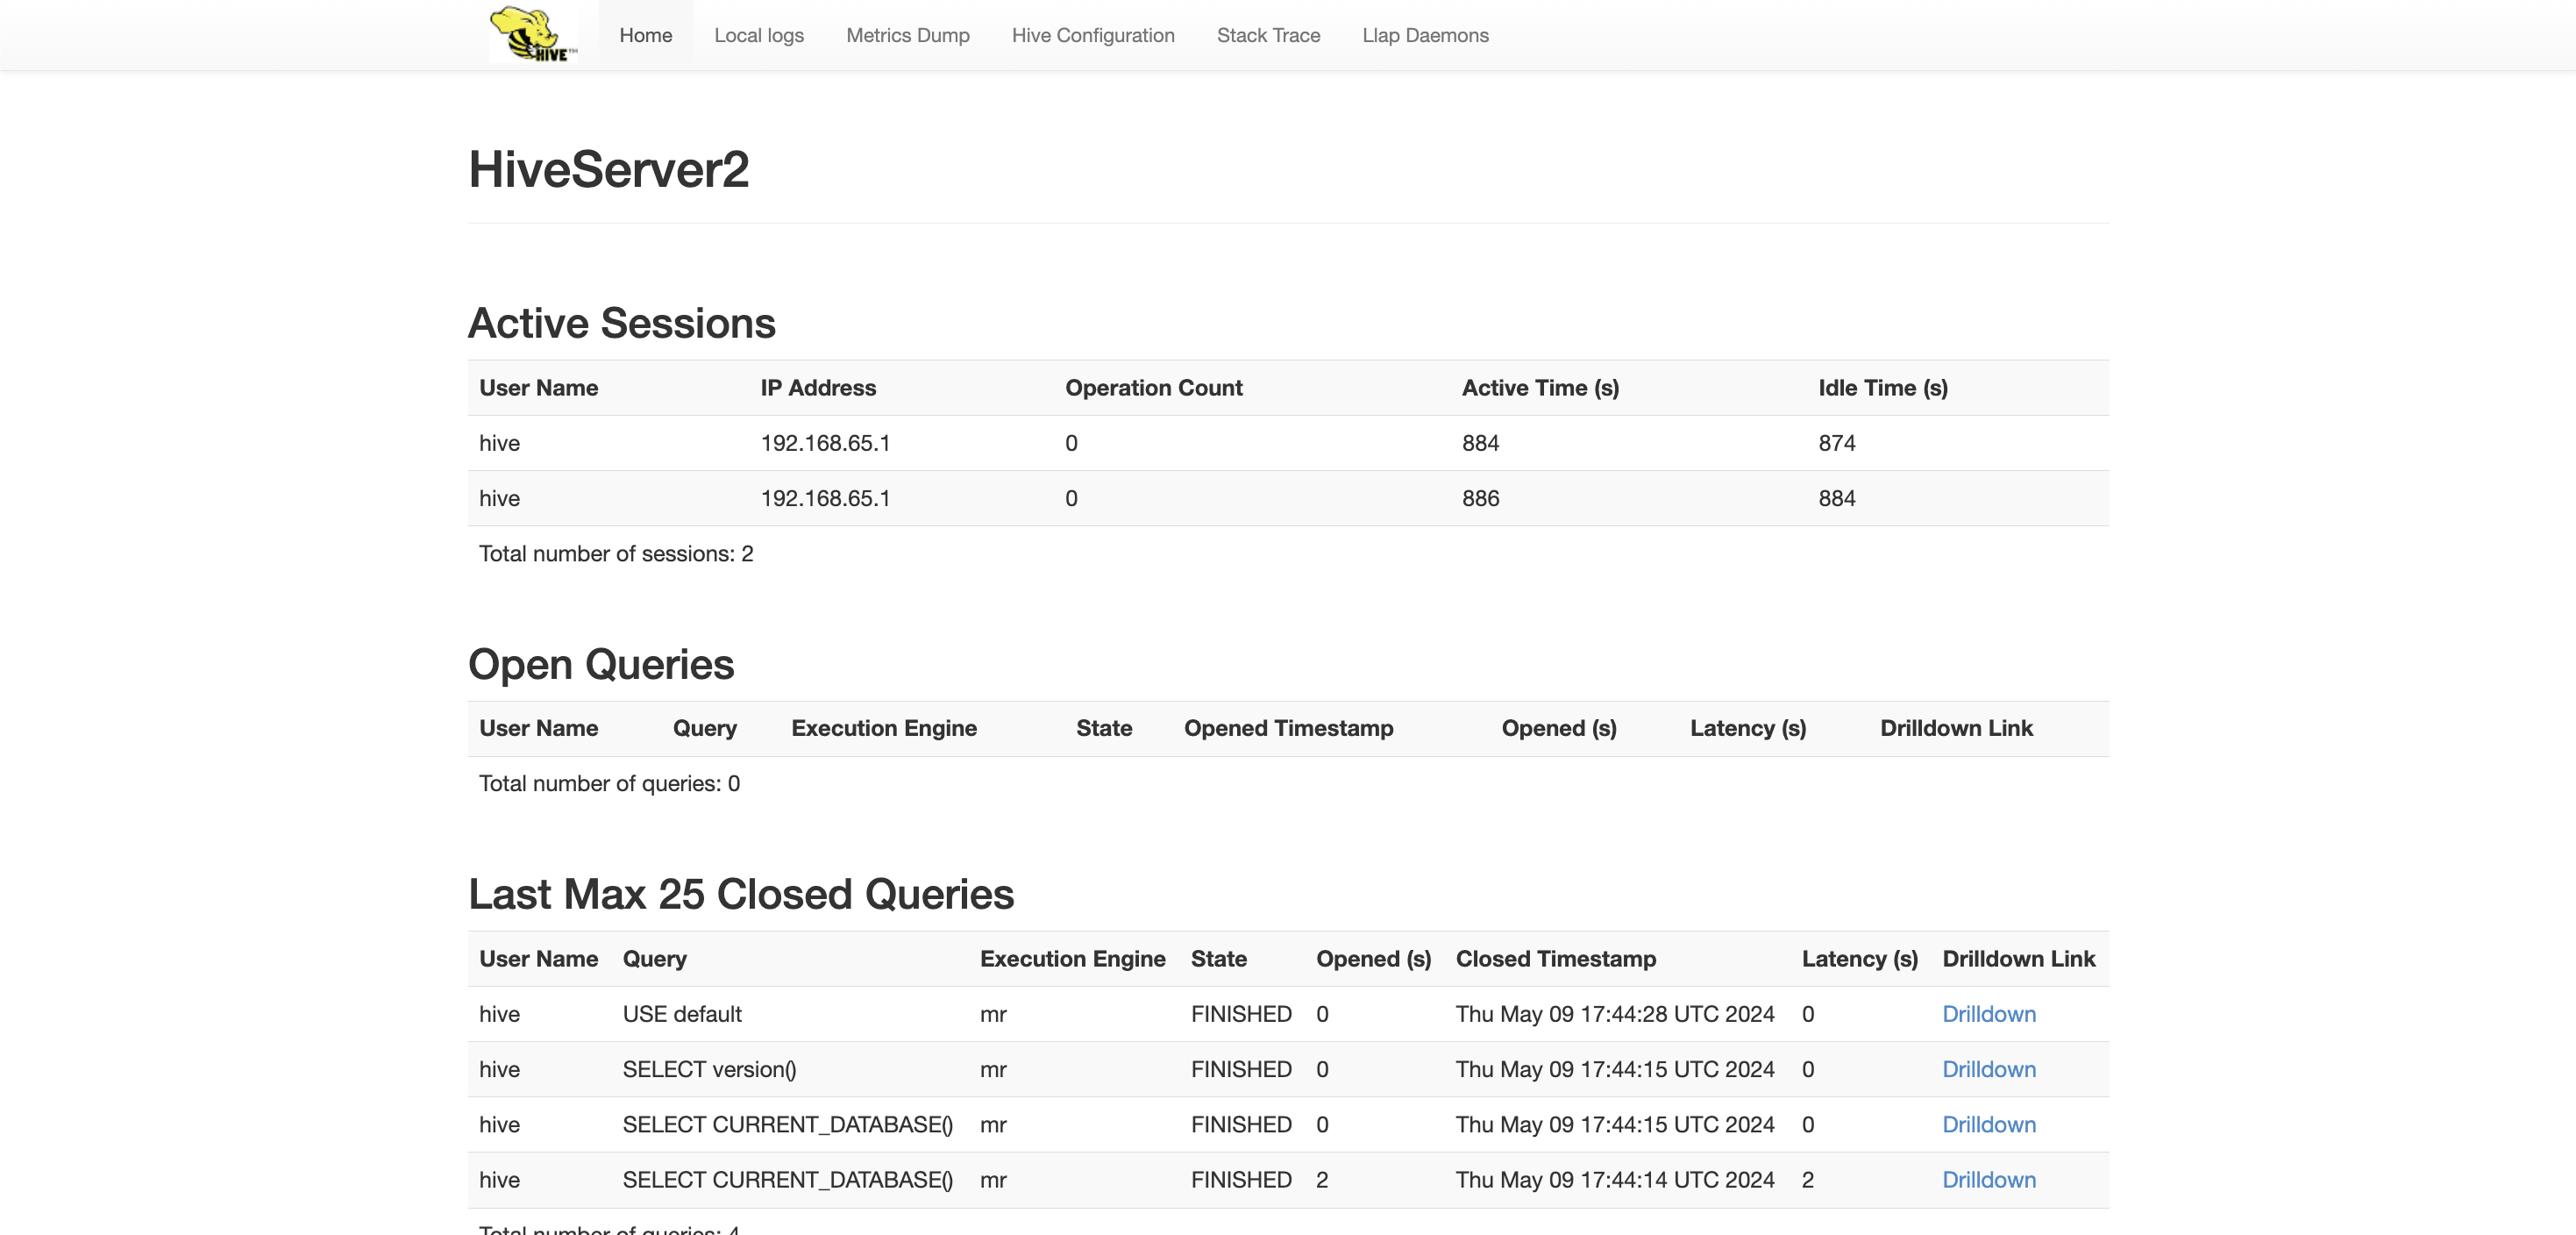 HIVE™ Home Local logs Metrics Dump Hive Configuration Stack Trace Llap Daemons
HiveServer2
Active Sessions
User Name IP Address Operation Count Active Time (s) Idle Time (s)
hive 192.168.65.1 0 884 874
hive 192.168.65.1 0 886 884
Total number of sessions: 2
Open Queries
User Name Query Execution Engine State Opened Timestamp Opened (s) Latency (s) Drilldown Link
Total number of queries: 0
Last Max 25 Closed Queries
User Name Query Execution Engine State Opened (s) Closed Timestamp Latency (s) Drilldown Link
hive USE default mr FINISHED 0 Thu May 09 17:44:28 UTC 2024 0 Drilldown
hive SELECT version() mr FINISHED 0 Thu May 09 17:44:15 UTC 2024 0 Drilldown
hive SELECT CURRENT_DATABASE() mr FINISHED 0 Thu May 09 17:44:15 UTC 2024 0 Drilldown
hive SELECT CURRENT_DATABASE() mr FINISHED 2 Thu May 09 17:44:14 UTC 2024 2 Drilldown
Total number of queries: 4